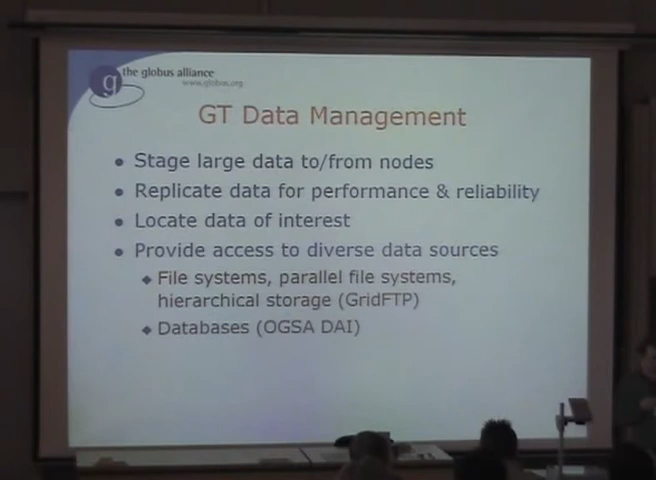 the globus alliance
www.globus.org
g
GT Data Management
• Stage large data to/from nodes
• Replicate data for performance & reliability
• Locate data of interest
• Provide access to diverse data sources
◆ File systems, parallel file systems,
hierarchical storage (GridFTP)
◆ Databases (OGSA DAI)